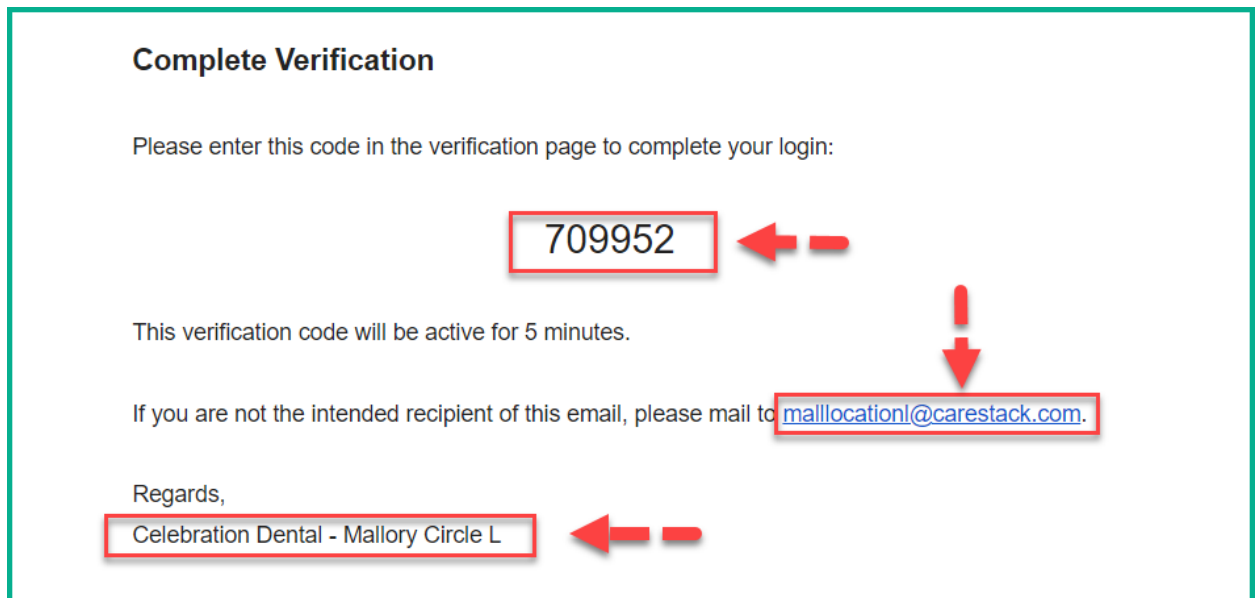 Complete Verification
Please enter this code in the verification page to complete your login:
709952
This verification code will be active for 5 minutes.
If you are not the intended recipient of this email, please mail to malllocationl@carestack.com.
Regards,
Celebration Dental - Mallory Circle L